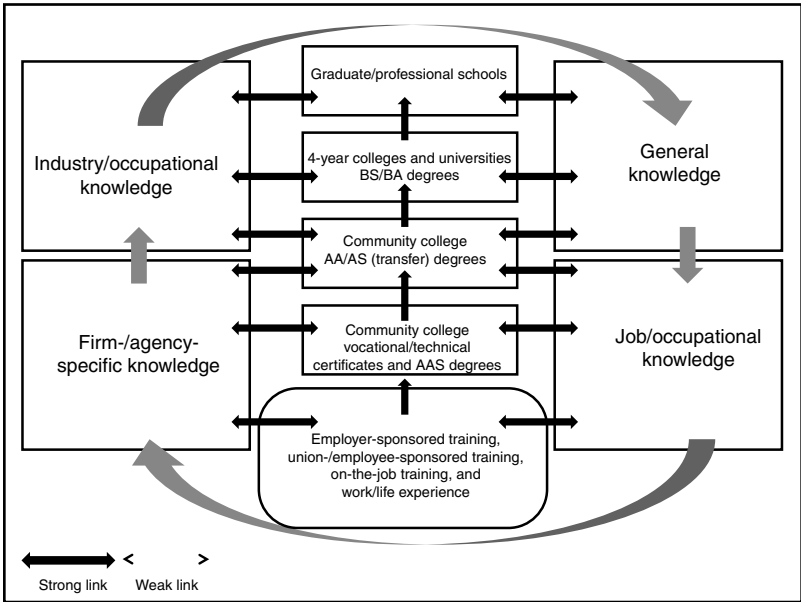 Graduate/professional schools
Industry/occupational
knowledge
4-year colleges and universities
BS/BA degrees
General
knowledge
Community college
AA/AS (transfer) degrees
Firm-/agency-
specific knowledge
Community college
vocational/technical
certificates and AAS degrees
Job/occupational
knowledge
Employer-sponsored training,
union-/employee-sponsored training,
on-the-job training, and
work/life experience
Strong link
Weak link